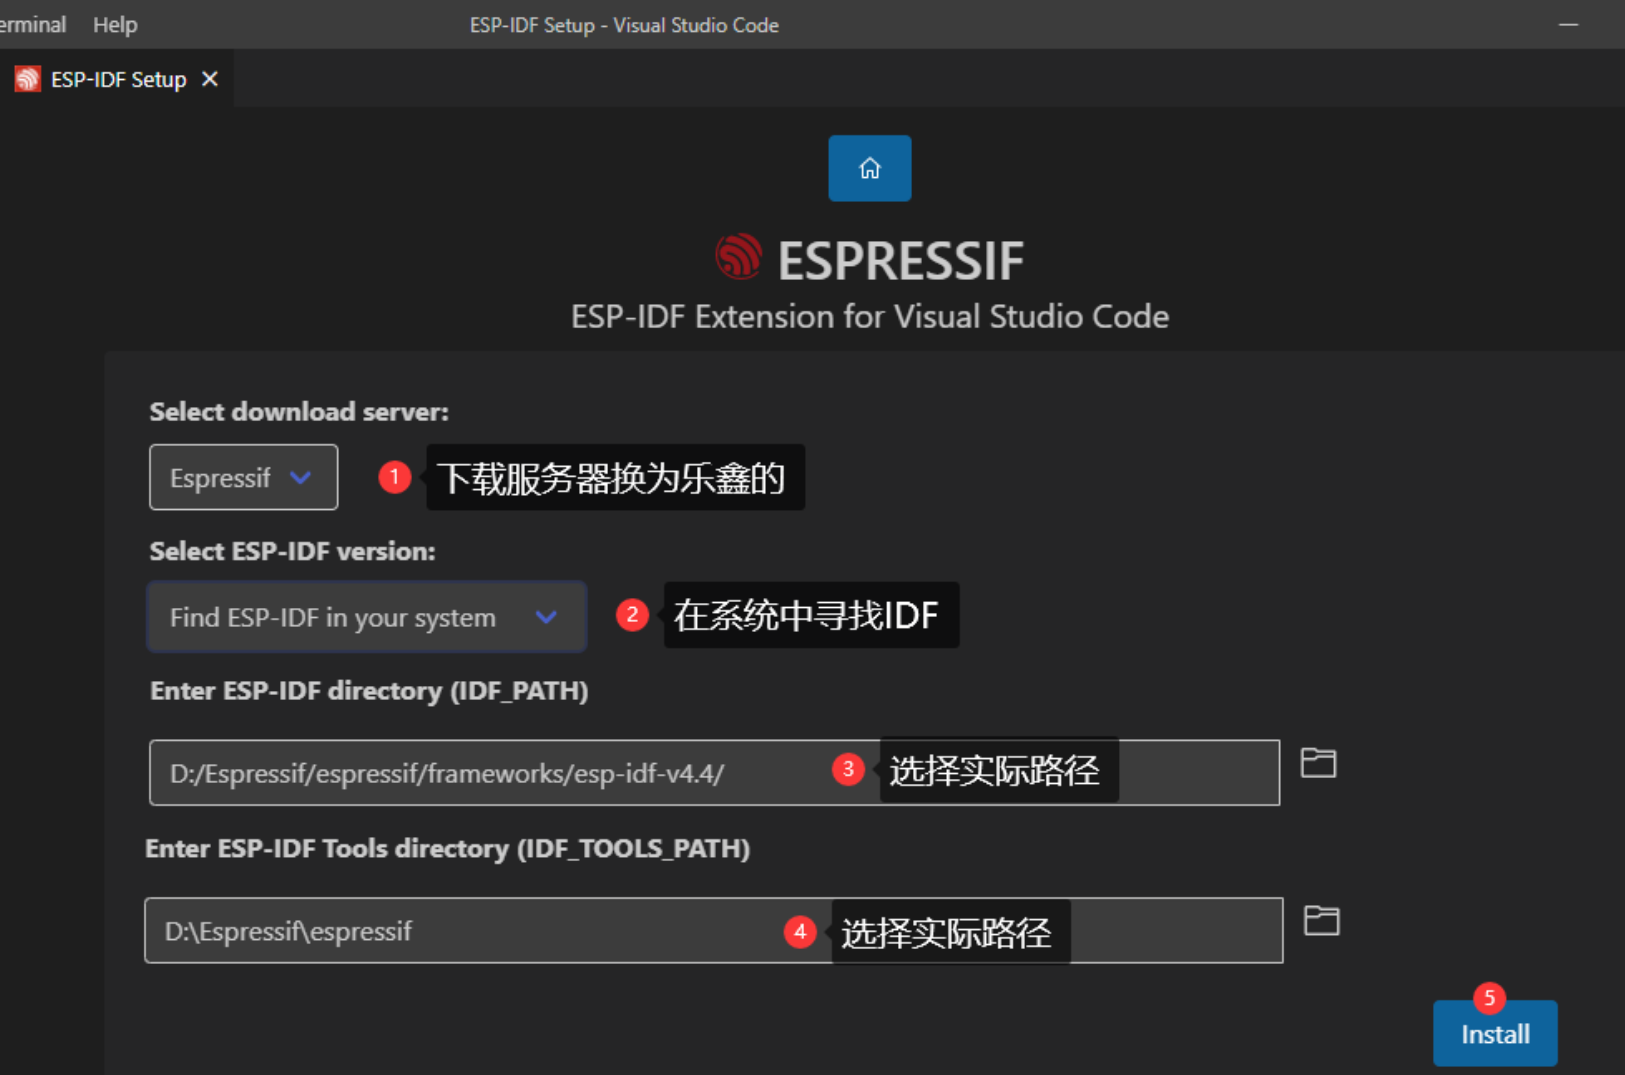 erminal Help ESP-IDF Setup - Visual Studio Code
ESP-IDF Setup
ESPRESSIF
ESP-IDF Extension for Visual Studio Code
Select download server:
Espressif 1 下载服务器换为乐鑫的
Select ESP-IDF version:
Find ESP-IDF in your system 2 在系统中寻找IDF
Enter ESP-IDF directory (IDF_PATH)
D:/Espressif/espressif/frameworks/esp-idf-v4.4/ 3 选择实际路径
Enter ESP-IDF Tools directory (IDF_TOOLS_PATH)
D:\Espressif\espressif 4 选择实际路径
5
Install